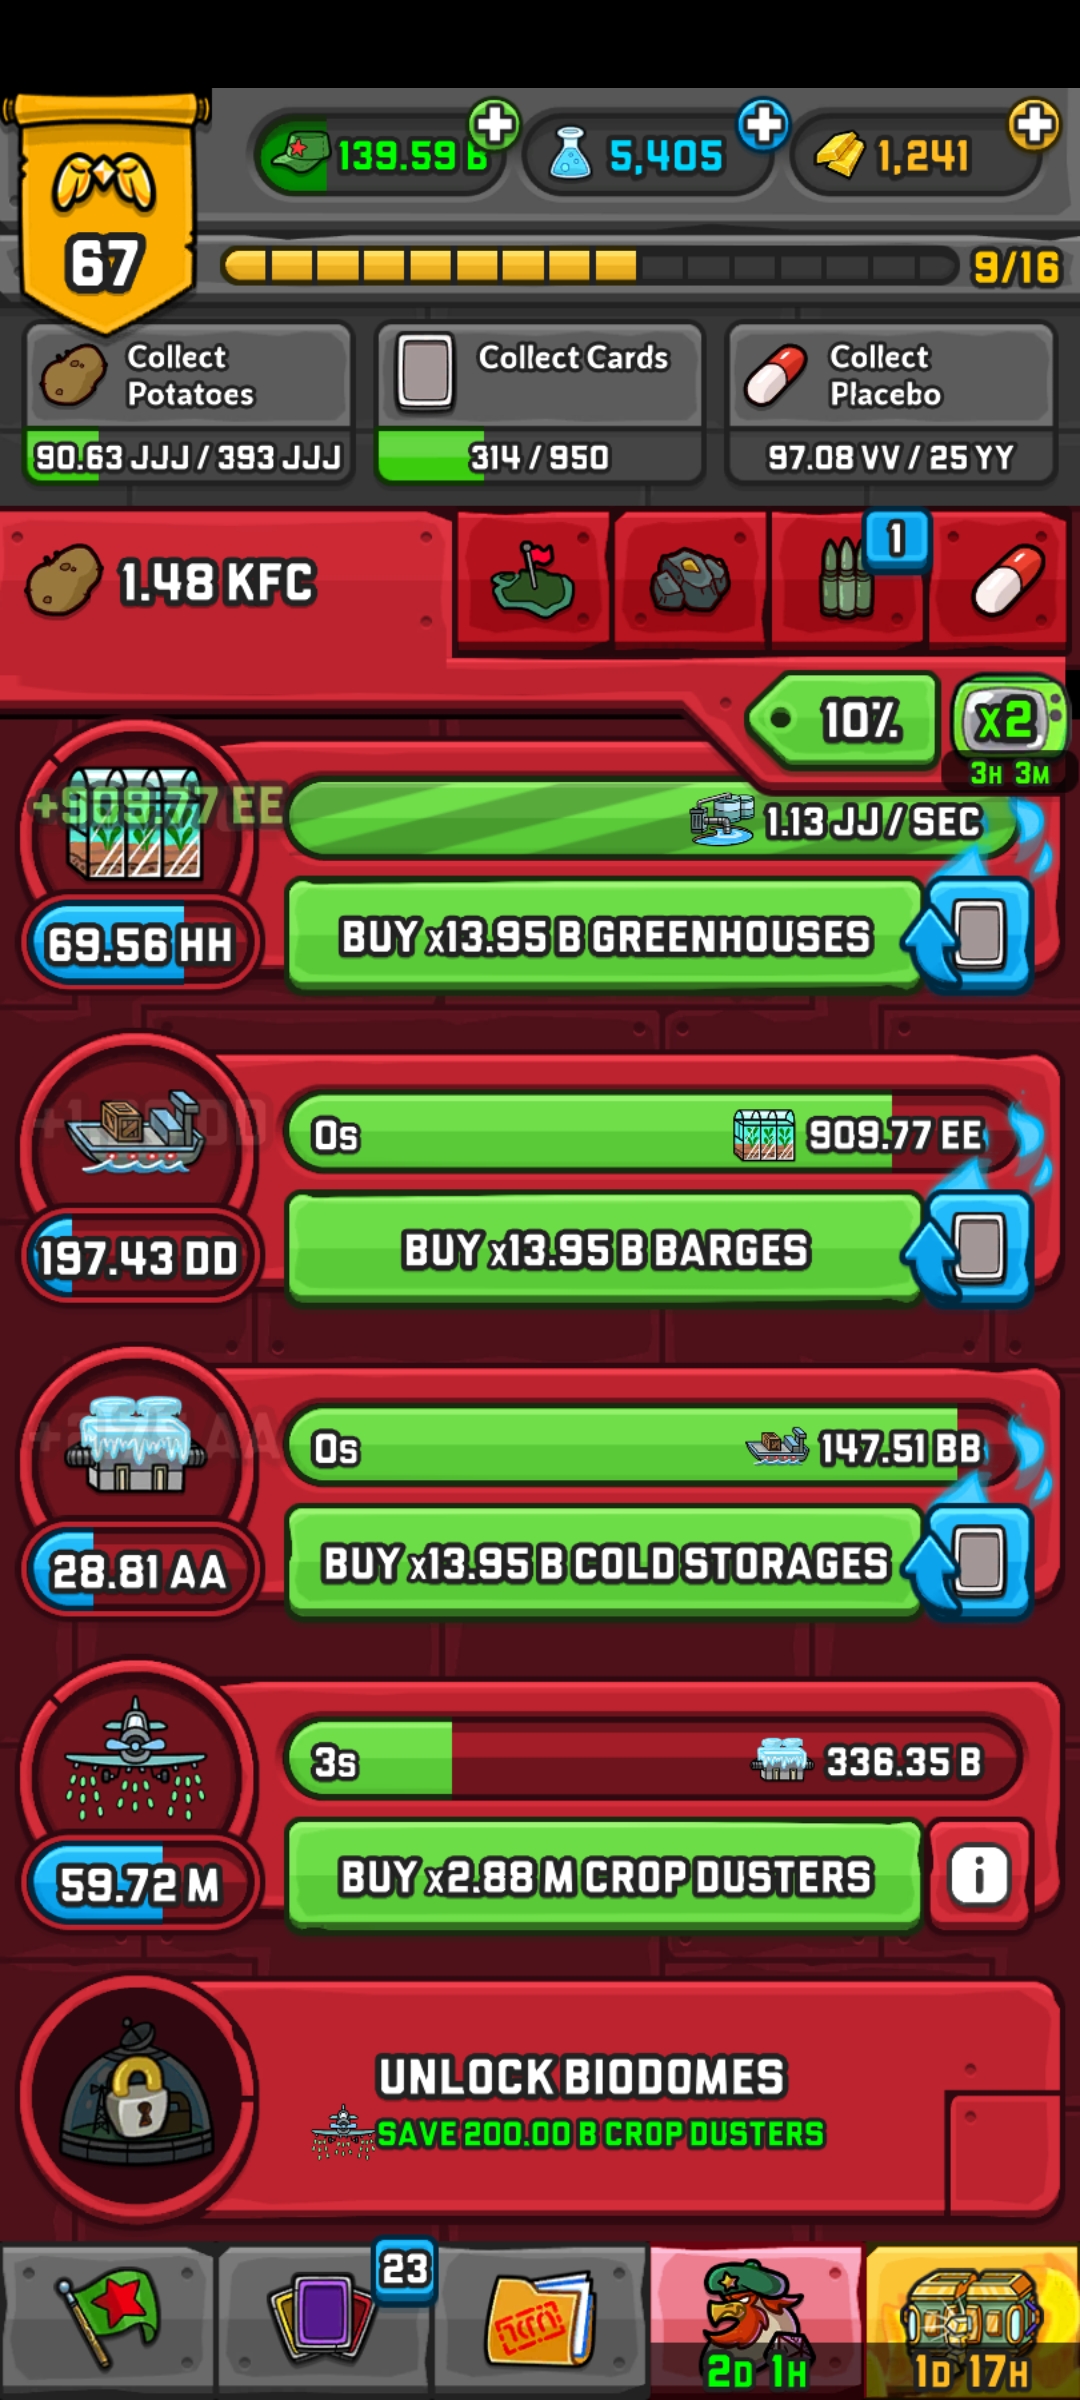 139.59 B
5,405
1,241
67
9/16
Collect
Potatoes
Collect Cards
Collect
Placebo
90.63 JJJ / 393 JJJ
314 / 950
97.08 VV / 25 YY
1.48 KFC
1
10%
x2
3H 3M
+909.77 EE
1.13 JJ / SEC
69.56 HH
BUY x13.95 B GREENHOUSES
0s
909.77 EE
197.43 DD
BUY x13.95 B BARGES
0s
147.51 BB
28.81 AA
BUY x13.95 B COLD STORAGES
3s
336.35 B
59.72 M
BUY x2.88 M CROP DUSTERS
i
UNLOCK BIODOMES
SAVE 200.00 B CROP DUSTERS
23
2D 1H
1D 17H